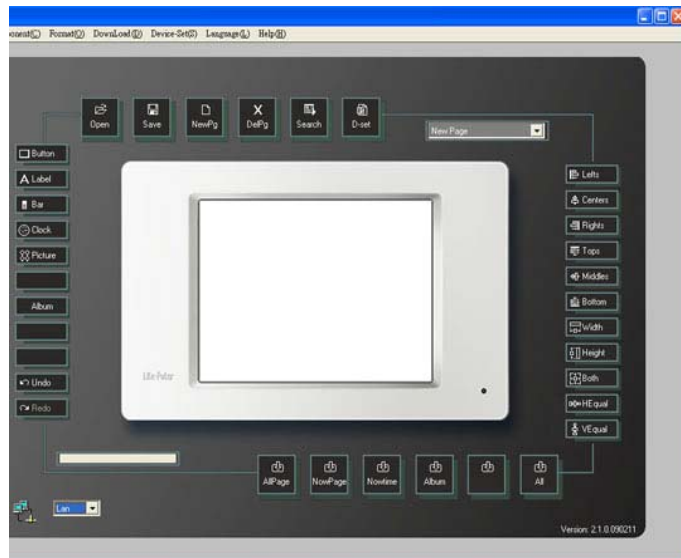 Format(O) DownLoad(D) Device-Set(S) Language(L) Help(H)
Open Save NewPg DelPg Search D-set
New Page
Button
Label
Bar
Clock
Picture
Album
Undo
Redo
Lefts
Centers
Rights
Tops
Middles
Bottom
Width
Height
Both
HEqual
VEqual
AllPage NowPage Nowtime Album All
Lan
Version: 2.1.0.090211